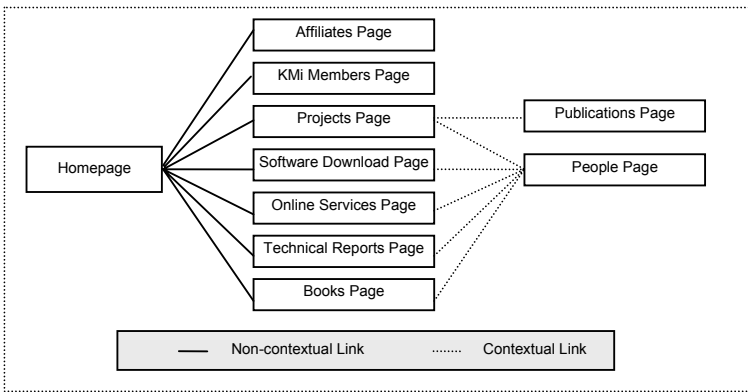 Affiliates Page
KMi Members Page
Projects Page
Publications Page
Homepage
Software Download Page
People Page
Online Services Page
Technical Reports Page
Books Page
Non-contextual Link
Contextual Link